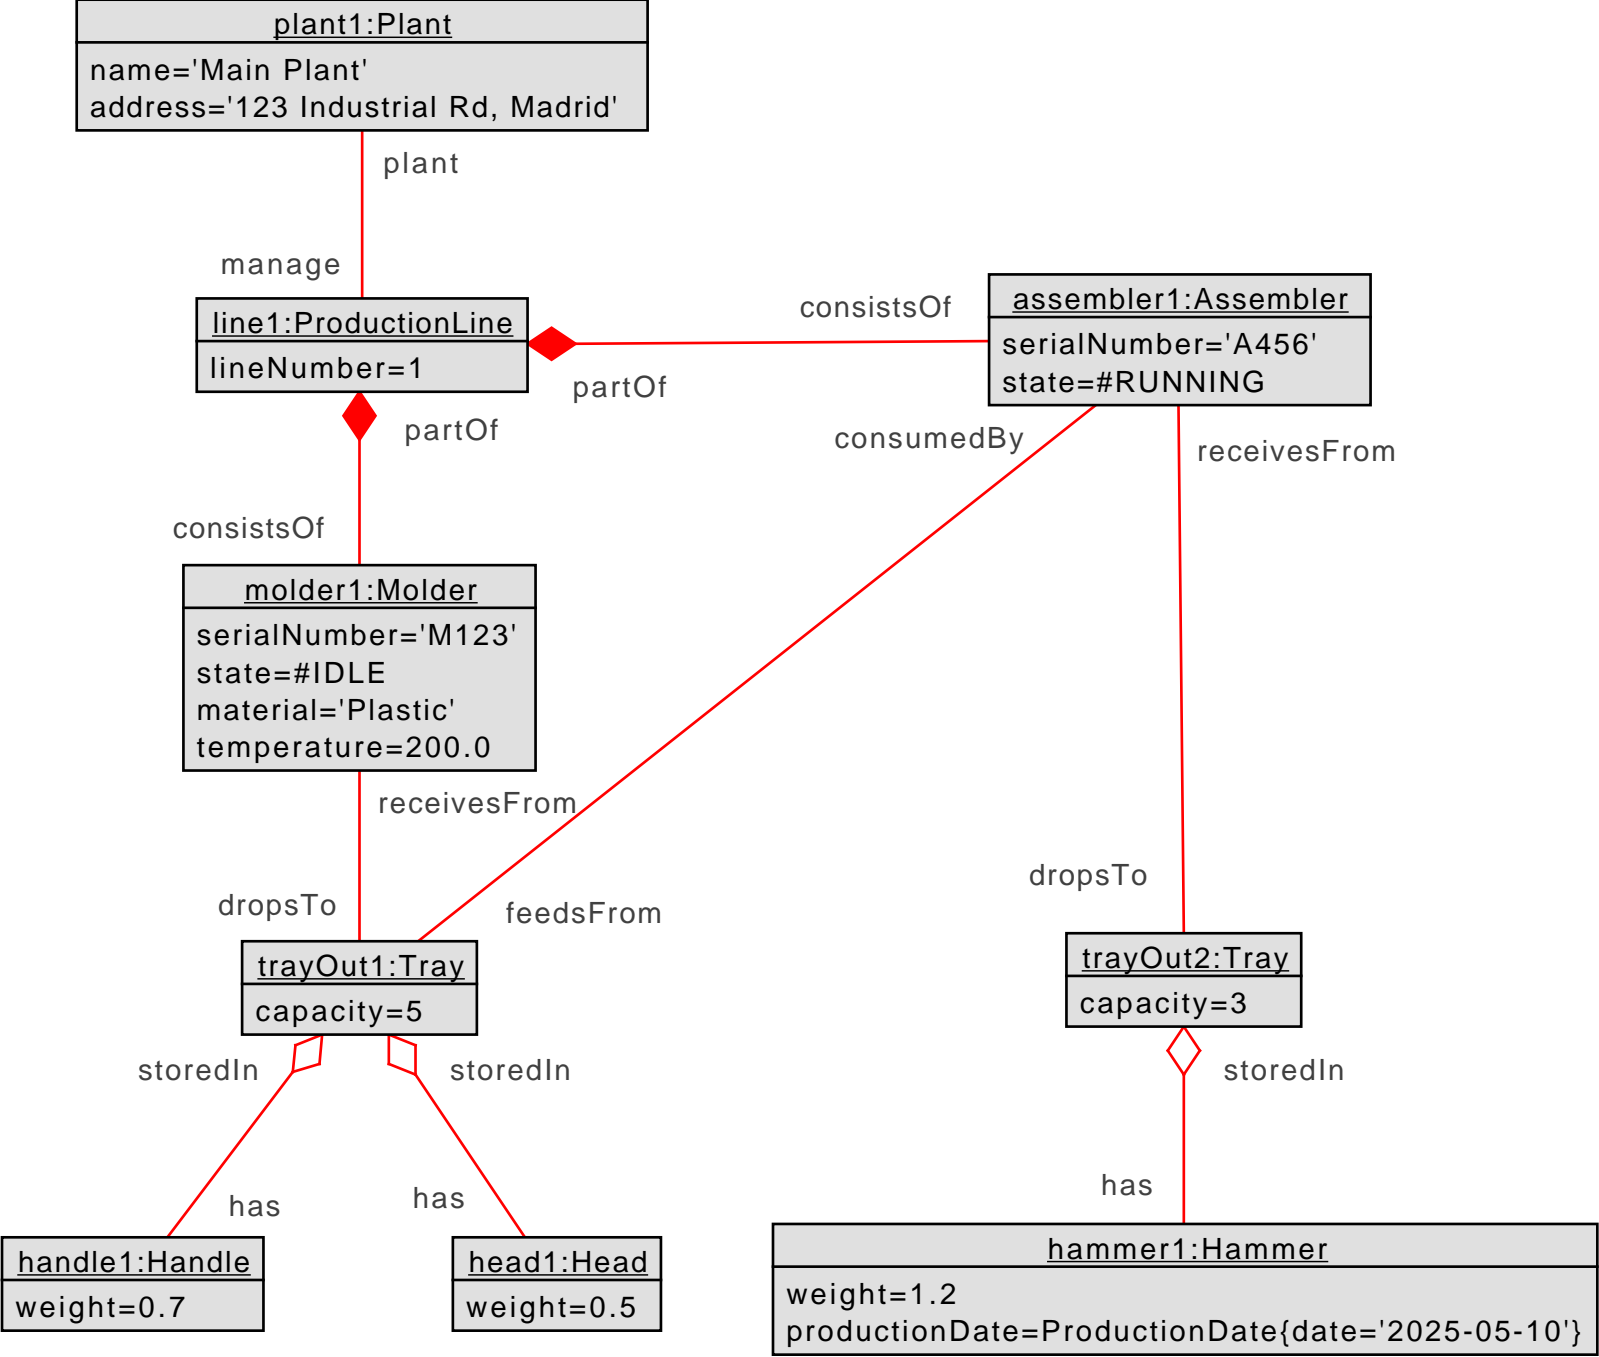 plant1:Plant
name='Main Plant'
address='123 Industrial Rd, Madrid'
plant
manage
line1:ProductionLine
lineNumber=1
consistsOf
partOf
assembler1:Assembler
serialNumber='A456'
state=#RUNNING
partOf
consistsOf
consumedBy
receivesFrom
molder1:Molder
serialNumber='M123'
state=#IDLE
material='Plastic'
temperature=200.0
receivesFrom
dropsTo
feedsFrom
dropsTo
trayOut1:Tray
capacity=5
trayOut2:Tray
capacity=3
storedIn
storedIn
storedIn
has
has
has
handle1:Handle
weight=0.7
head1:Head
weight=0.5
hammer1:Hammer
weight=1.2
productionDate=ProductionDate{date='2025-05-10'}